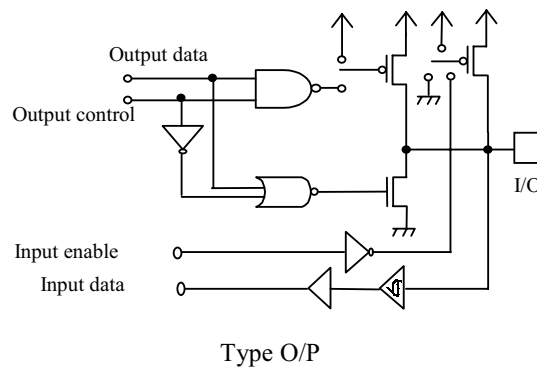 Output data
Output control
I/O
Input enable
Input data
Type O/P